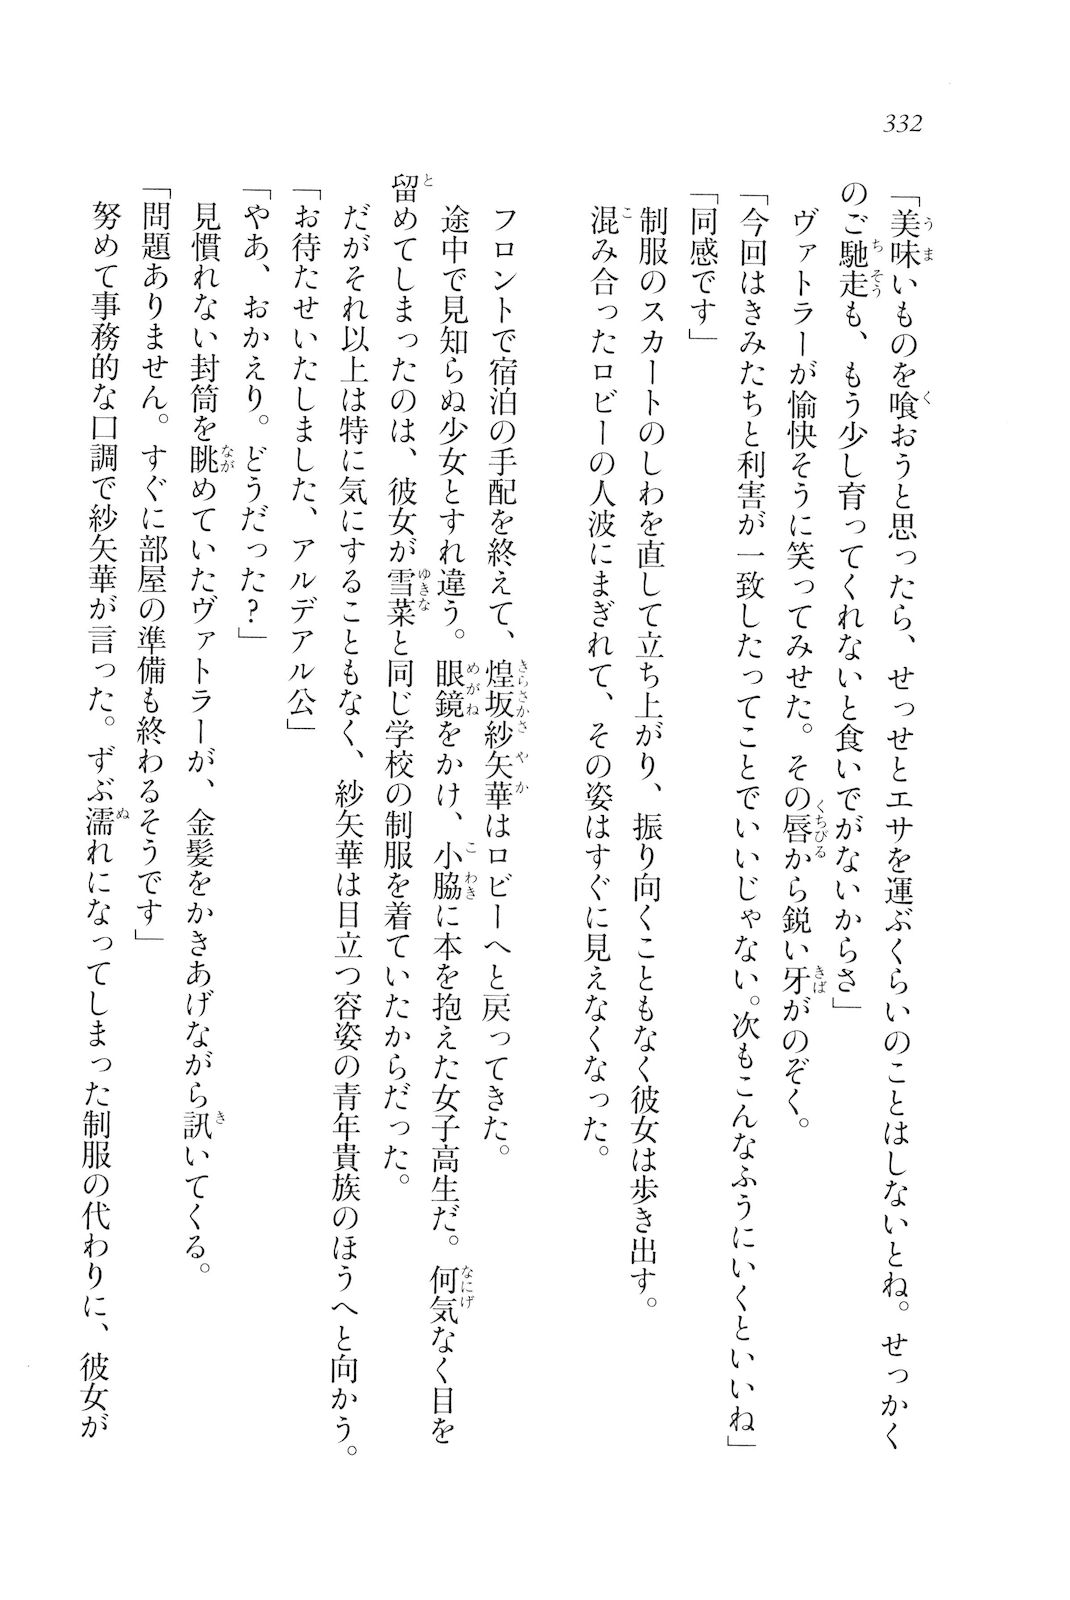 332
「美味いものを喰おうと思ったら、せっせとエサを運ぶくらいのことはしないとね。せっかく
のご馳走も、もう少し育ってくれないと食いでがないからさ」
ヴァトラーが愉快そうに笑ってみせた。その唇から鋭い牙がのぞく。
「今回はきみたちと利害が一致したってことでいいじゃない。次もこんなふうにいくといいね」
「同感です」
制服のスカートのしわを直して立ち上がり、振り向くこともなく彼女は歩き出す。
混み合ったロビーの人波にまぎれて、その姿はすぐに見えなくなった。
フロントで宿泊の手配を終えて、煌坂紗矢華はロビーへと戻ってきた。
途中で見知らぬ少女とすれ違う。眼鏡をかけ、小脇に本を抱えた女子高生だ。何気なく目を
留めてしまったのは、彼女が雪菜と同じ学校の制服を着ていたからだった。
だがそれ以上は特に気にすることもなく、紗矢華は目立つ容姿の青年貴族のほうへと向かう。
「お待たせいたしました、アルデアル公」
「やあ、おかえり。どうだった?」
見慣れない封筒を眺めていたヴァトラーが、金髪をかきあげながら訊いてくる。
「問題ありません。すぐに部屋の準備も終わるそうです」
努めて事務的な口調で紗矢華が言った。ずぶ濡れになってしまった制服の代わりに、彼女が